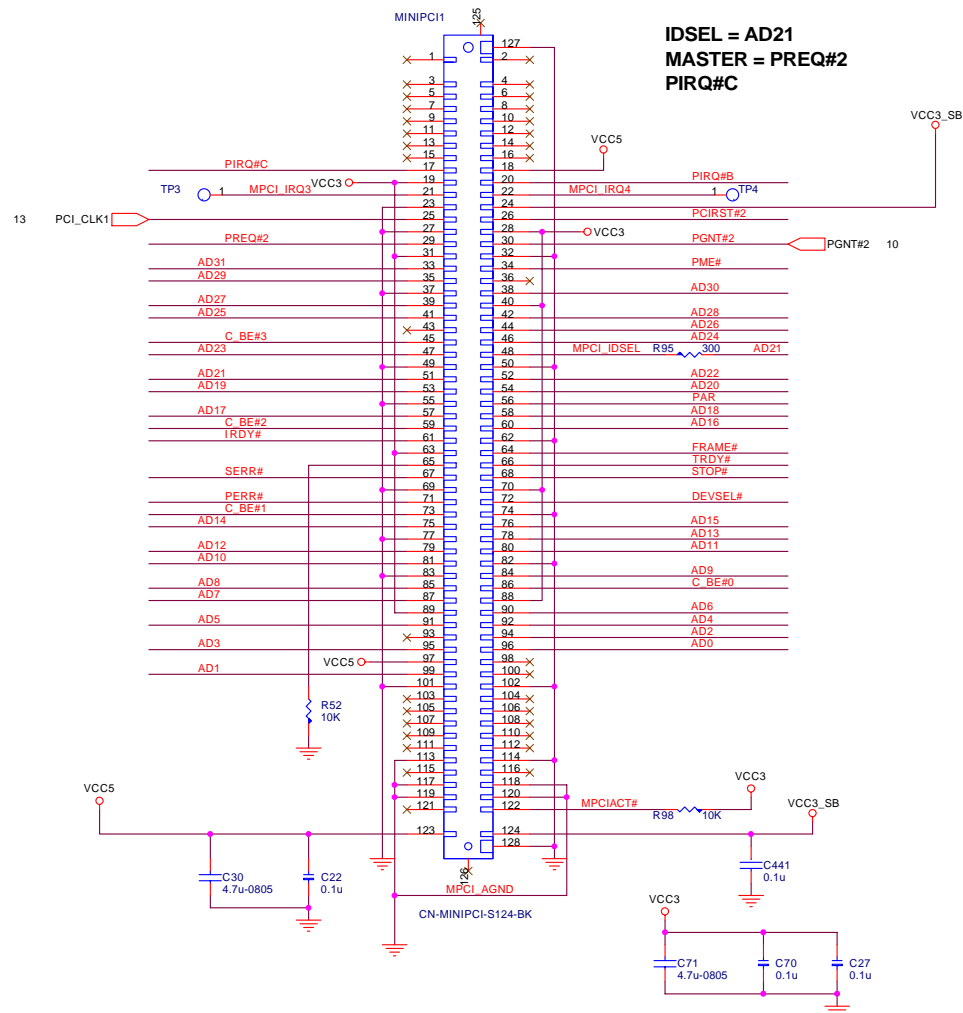 MINIPCI1
125
IDSEL = AD21
MASTER = PREQ#2
PIRQ#C
127
1 2
3 4
5 6
7 8
9 10
11 12
13 14
15 16
VCC5
VCC3_SB
PIRQ#C 17 18
VCC3 19 20 PIRQ#B
TP3 1 MPCI_IRQ3 21 22 MPCI_IRQ4 1 TP4
23 24
13 PCI_CLK1 25 26 PCIRST#2
27 28 VCC3
PREQ#2 29 30 PGNT#2 PGNT#2 10
31 32
AD31 33 34 PME#
AD29 35 36
37 38 AD30
AD27 39 40
AD25 41 42 AD28
43 44 AD26
C_BE#3 45 46 AD24
AD23 47 48 MPCI_IDSEL R95 300 AD21
49 50
AD21 51 52 AD22
AD19 53 54 AD20
55 56 PAR
AD17 57 58 AD18
C_BE#2 59 60 AD16
IRDY# 61 62
63 64 FRAME#
65 66 TRDY#
SERR# 67 68 STOP#
69 70
PERR# 71 72 DEVSEL#
C_BE#1 73 74
AD14 75 76 AD15
77 78 AD13
AD12 79 80 AD11
AD10 81 82
83 84 AD9
AD8 85 86 C_BE#0
AD7 87 88
89 90 AD6
AD5 91 92 AD4
93 94 AD2
AD3 95 96 AD0
VCC5 97 98
AD1 99 100
101 102
103 104
R52
10K
105 106
107 108
109 110
111 112
113 114
115 116
117 118
119 120
121 122 MPCIACT# R98 10K VCC3
VCC5
123 124
VCC3_SB
128
126
C30
4.7u-0805
C22
0.1u
C441
0.1u
MPCI_AGND
CN-MINIPCI-S124-BK
VCC3
C71
4.7u-0805
C70
0.1u
C27
0.1u